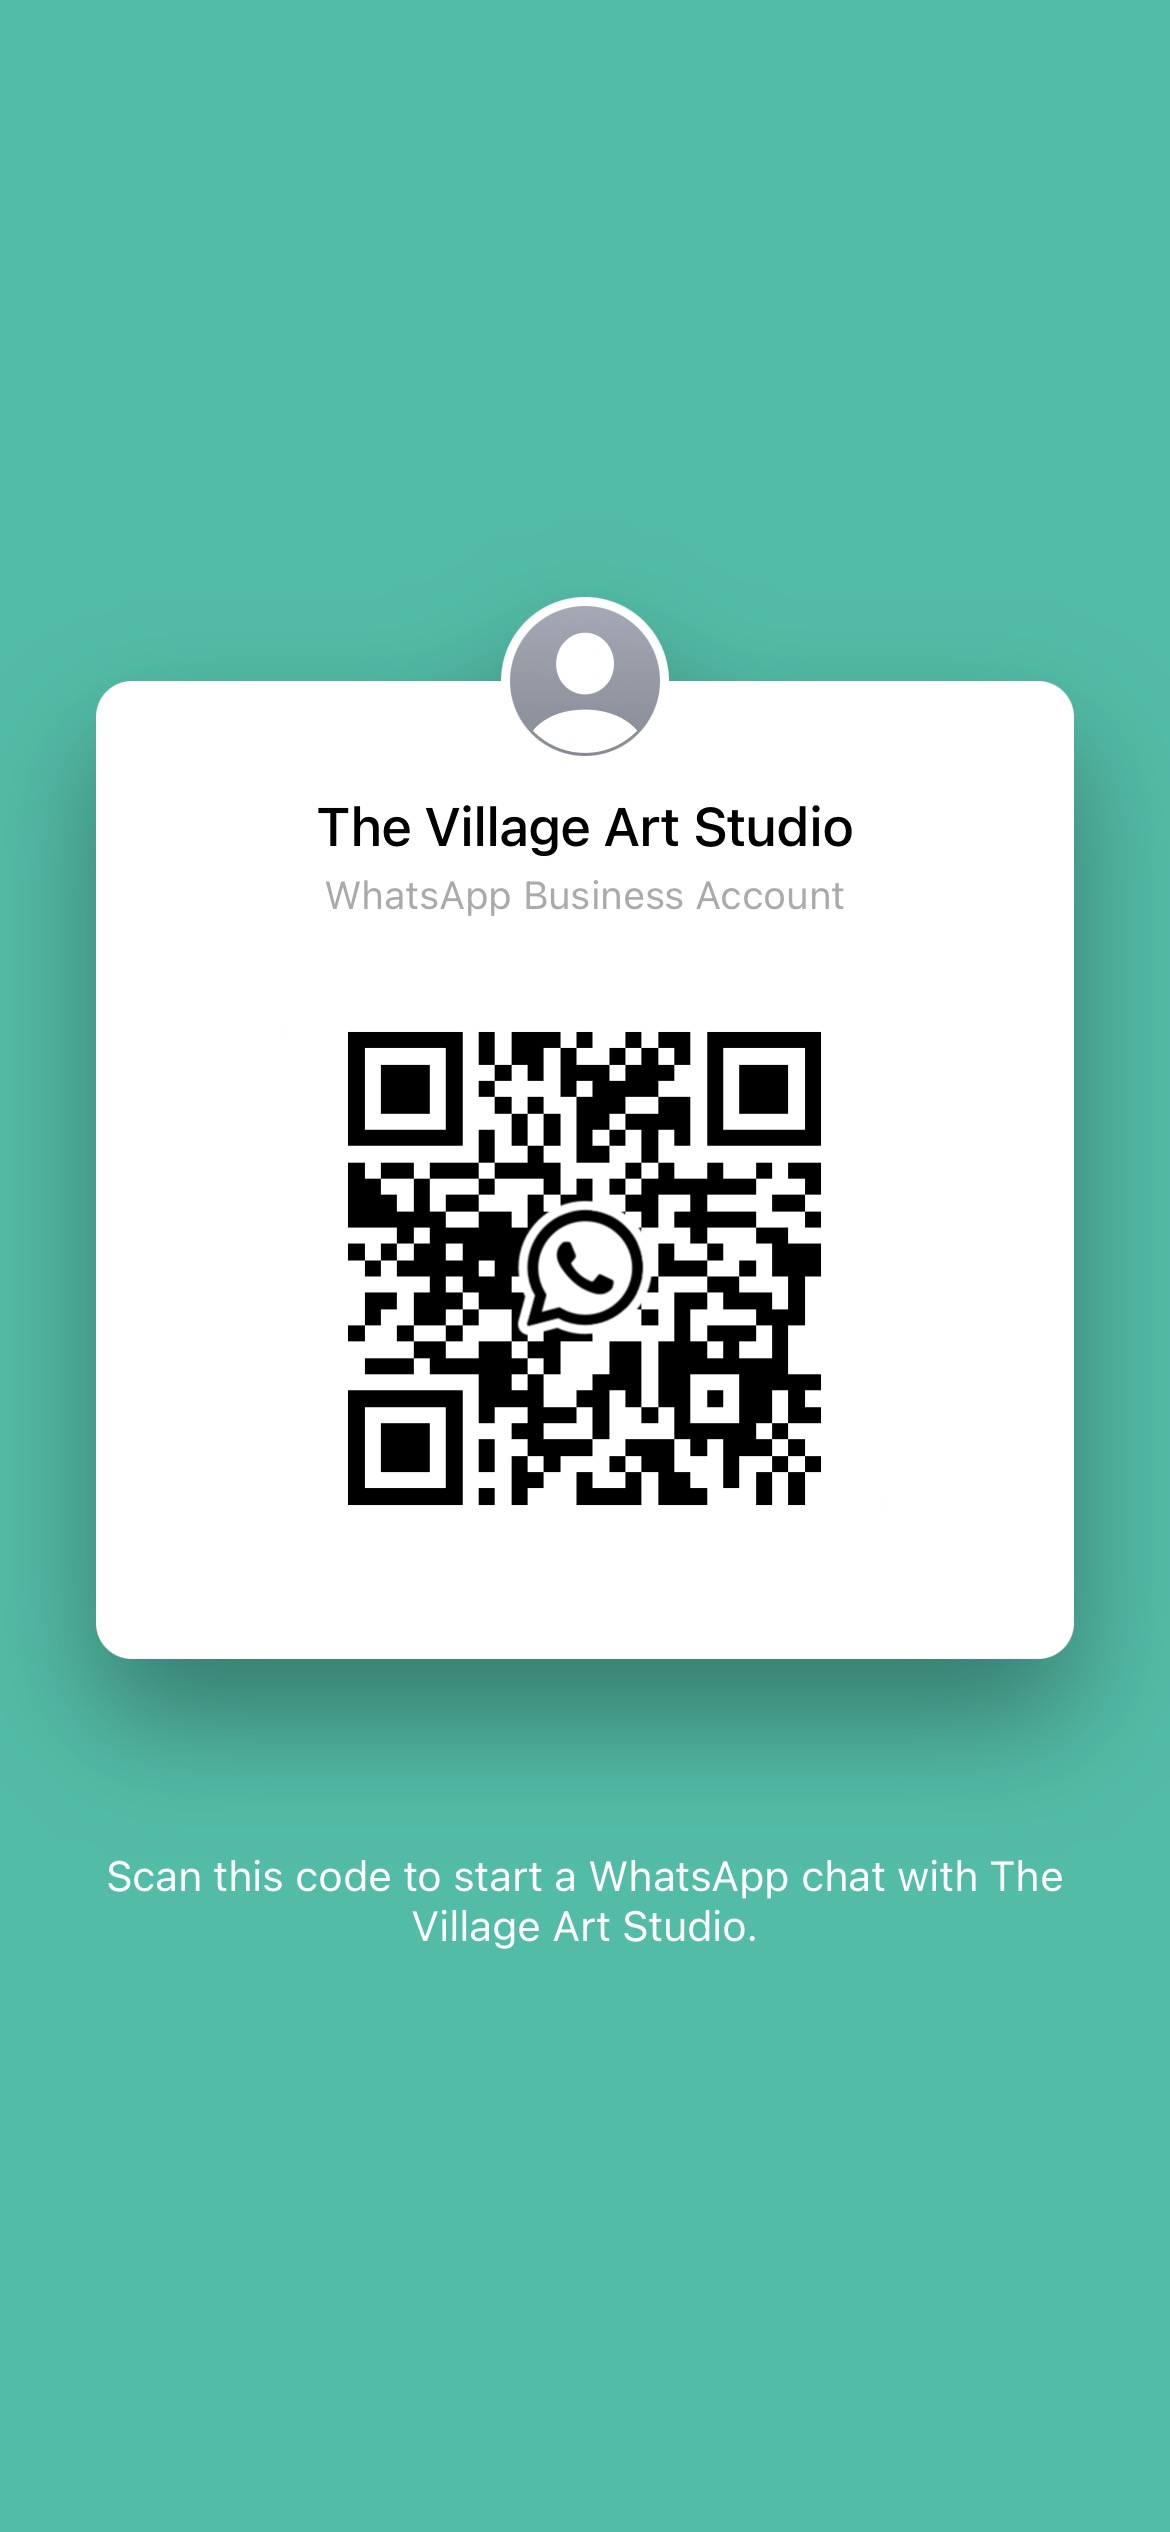 The Village Art Studio
WhatsApp Business Account
Scan this code to start a WhatsApp chat with The
Village Art Studio.